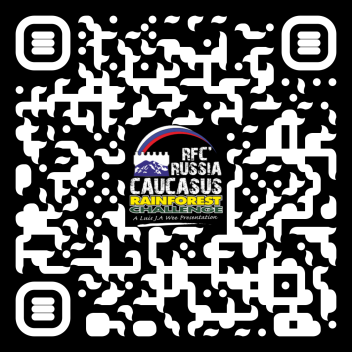 RFC
RUSSIA
CAUCASUS
RAINFOREST
CHALLENGE
A Luis J.A Wee Presentation